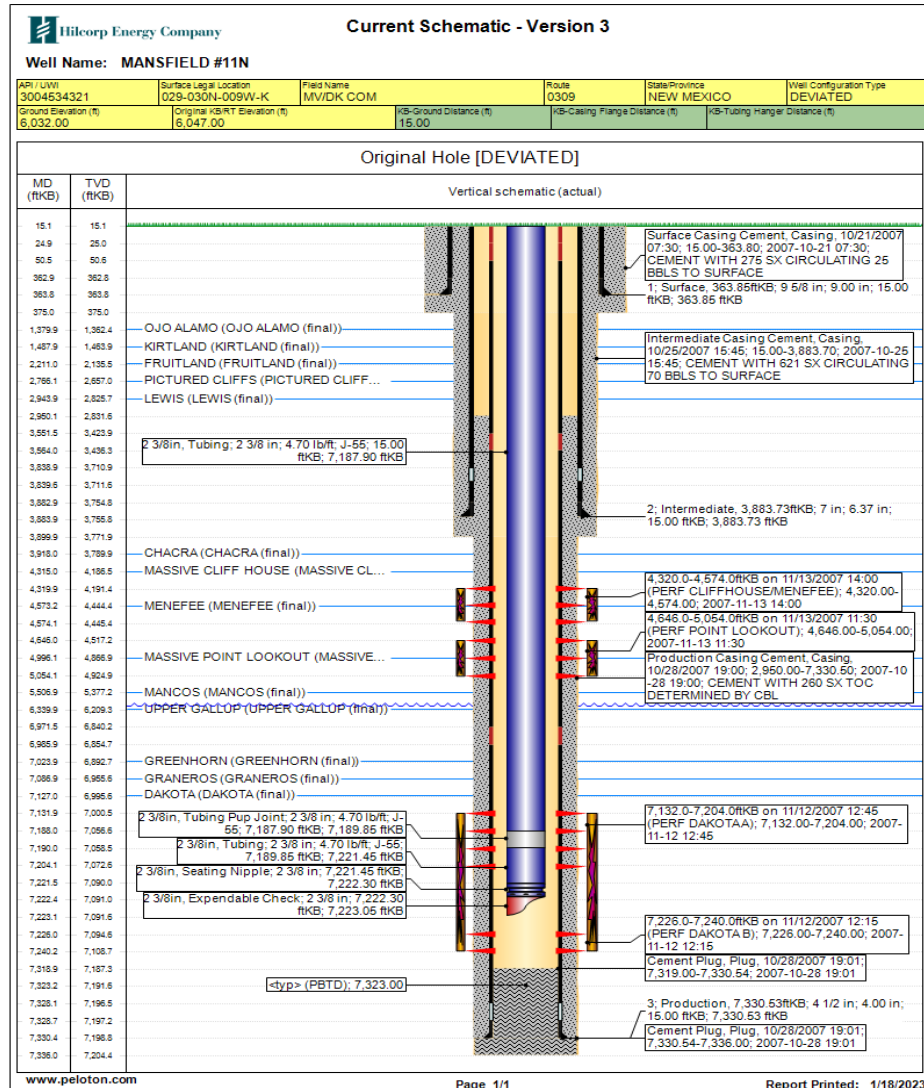 Hilcorp Energy Company
Current Schematic - Version 3
Well Name: MANSFIELD #11N
API / UWI
3004534321
Surface Legal Location
029-030N-009W-K
Field Name
MV/DK COM
Route
0309
State/Province
NEW MEXICO
Well Configuration Type
DEVIATED
Ground Elevation (ft)
6,032.00
Original KB/RT Elevation (ft)
6,047.00
KB-Ground Distance (ft)
15.00
KB-Casing Flange Distance (ft)
KB-Tubing Hanger Distance (ft)
Original Hole [DEVIATED]
MD
(ftKB)
TVD
(ftKB)
Vertical schematic (actual)
15.1 15.1
24.9 25.0
50.5 50.6
362.9 362.8
363.8 363.8
375.0 375.0
1,379.9 1,362.4
1,487.9 1,463.9
2,211.0 2,135.5
2,766.1 2,657.0
2,943.9 2,825.7
2,950.1 2,831.6
3,551.5 3,423.9
3,564.0 3,436.3
3,838.9 3,710.9
3,839.6 3,711.6
3,882.9 3,754.8
3,883.9 3,755.8
3,899.9 3,771.9
3,918.0 3,789.9
4,315.0 4,186.5
4,319.9 4,191.4
4,573.2 4,444.4
4,574.1 4,445.4
4,646.0 4,517.2
4,996.1 4,866.9
5,054.1 4,924.9
5,506.9 5,377.2
6,339.9 6,209.3
6,971.5 6,840.2
6,985.9 6,854.7
7,023.9 6,892.7
7,086.9 6,955.6
7,127.0 6,995.6
7,131.9 7,000.5
7,188.0 7,056.6
7,190.0 7,058.5
7,204.1 7,072.6
7,221.5 7,090.0
7,222.4 7,091.0
7,223.1 7,091.6
7,226.0 7,094.6
7,240.2 7,108.7
7,318.9 7,187.3
7,323.2 7,191.6
7,328.1 7,196.5
7,328.7 7,197.2
7,330.4 7,198.8
7,336.0 7,204.4
OJO ALAMO (OJO ALAMO (final))
KIRTLAND (KIRTLAND (final))
FRUITLAND (FRUITLAND (final))
PICTURED CLIFFS (PICTURED CLIFF...
LEWIS (LEWIS (final))
2 3/8in, Tubing; 2 3/8 in; 4.70 lb/ft; J-55; 15.00
ftKB; 7,187.90 ftKB
CHACRA (CHACRA (final))
MASSIVE CLIFF HOUSE (MASSIVE CL...
MENEFEE (MENEFEE (final))
MASSIVE POINT LOOKOUT (MASSIVE...
MANCOS (MANCOS (final))
UPPER GALLUP (UPPER GALLUP (final))
GREENHORN (GREENHORN (final))
GRANEROS (GRANEROS (final))
DAKOTA (DAKOTA (final))
2 3/8in, Tubing Pup Joint; 2 3/8 in; 4.70 lb/ft; J-
55; 7,187.90 ftKB; 7,189.85 ftKB
2 3/8in, Tubing; 2 3/8 in; 4.70 lb/ft; J-55;
7,189.85 ftKB; 7,221.45 ftKB
2 3/8in, Seating Nipple; 2 3/8 in; 7,221.45 ftKB;
7,222.30 ftKB
2 3/8in, Expendable Check; 2 3/8 in; 7,222.30
ftKB; 7,223.05 ftKB
<typ> (PBTD); 7,323.00
Surface Casing Cement, Casing, 10/21/2007
07:30; 15.00-363.80; 2007-10-21 07:30;
CEMENT WITH 275 SX CIRCULATING 25
BBLS TO SURFACE
1; Surface, 363.85ftKB; 9 5/8 in; 9.00 in; 15.00
ftKB; 363.85 ftKB
Intermediate Casing Cement, Casing,
10/25/2007 15:45; 15.00-3,883.70; 2007-10-25
15:45; CEMENT WITH 621 SX CIRCULATING
70 BBLS TO SURFACE
2; Intermediate, 3,883.73ftKB; 7 in; 6.37 in;
15.00 ftKB; 3,883.73 ftKB
4,320.0-4,574.0ftKB on 11/13/2007 14:00
(PERF CLIFFHOUSE/MENEFEE); 4,320.00-
4,574.00; 2007-11-13 14:00
4,646.0-5,054.0ftKB on 11/13/2007 11:30
(PERF POINT LOOKOUT); 4,646.00-5,054.00;
2007-11-13 11:30
Production Casing Cement, Casing,
10/28/2007 19:00; 2,950.00-7,330.50; 2007-10
-28 19:00; CEMENT WITH 260 SX TOC
DETERMINED BY CBL
7,132.0-7,204.0ftKB on 11/12/2007 12:45
(PERF DAKOTA A); 7,132.00-7,204.00; 2007-
11-12 12:45
7,226.0-7,240.0ftKB on 11/12/2007 12:15
(PERF DAKOTA B); 7,226.00-7,240.00; 2007-
11-12 12:15
Cement Plug, Plug, 10/28/2007 19:01;
7,319.00-7,330.54; 2007-10-28 19:01
3; Production, 7,330.53ftKB; 4 1/2 in; 4.00 in;
15.00 ftKB; 7,330.53 ftKB
Cement Plug, Plug, 10/28/2007 19:01;
7,330.54-7,336.00; 2007-10-28 19:01
www.peloton.com
Page 1/1
Report Printed: 1/18/2023